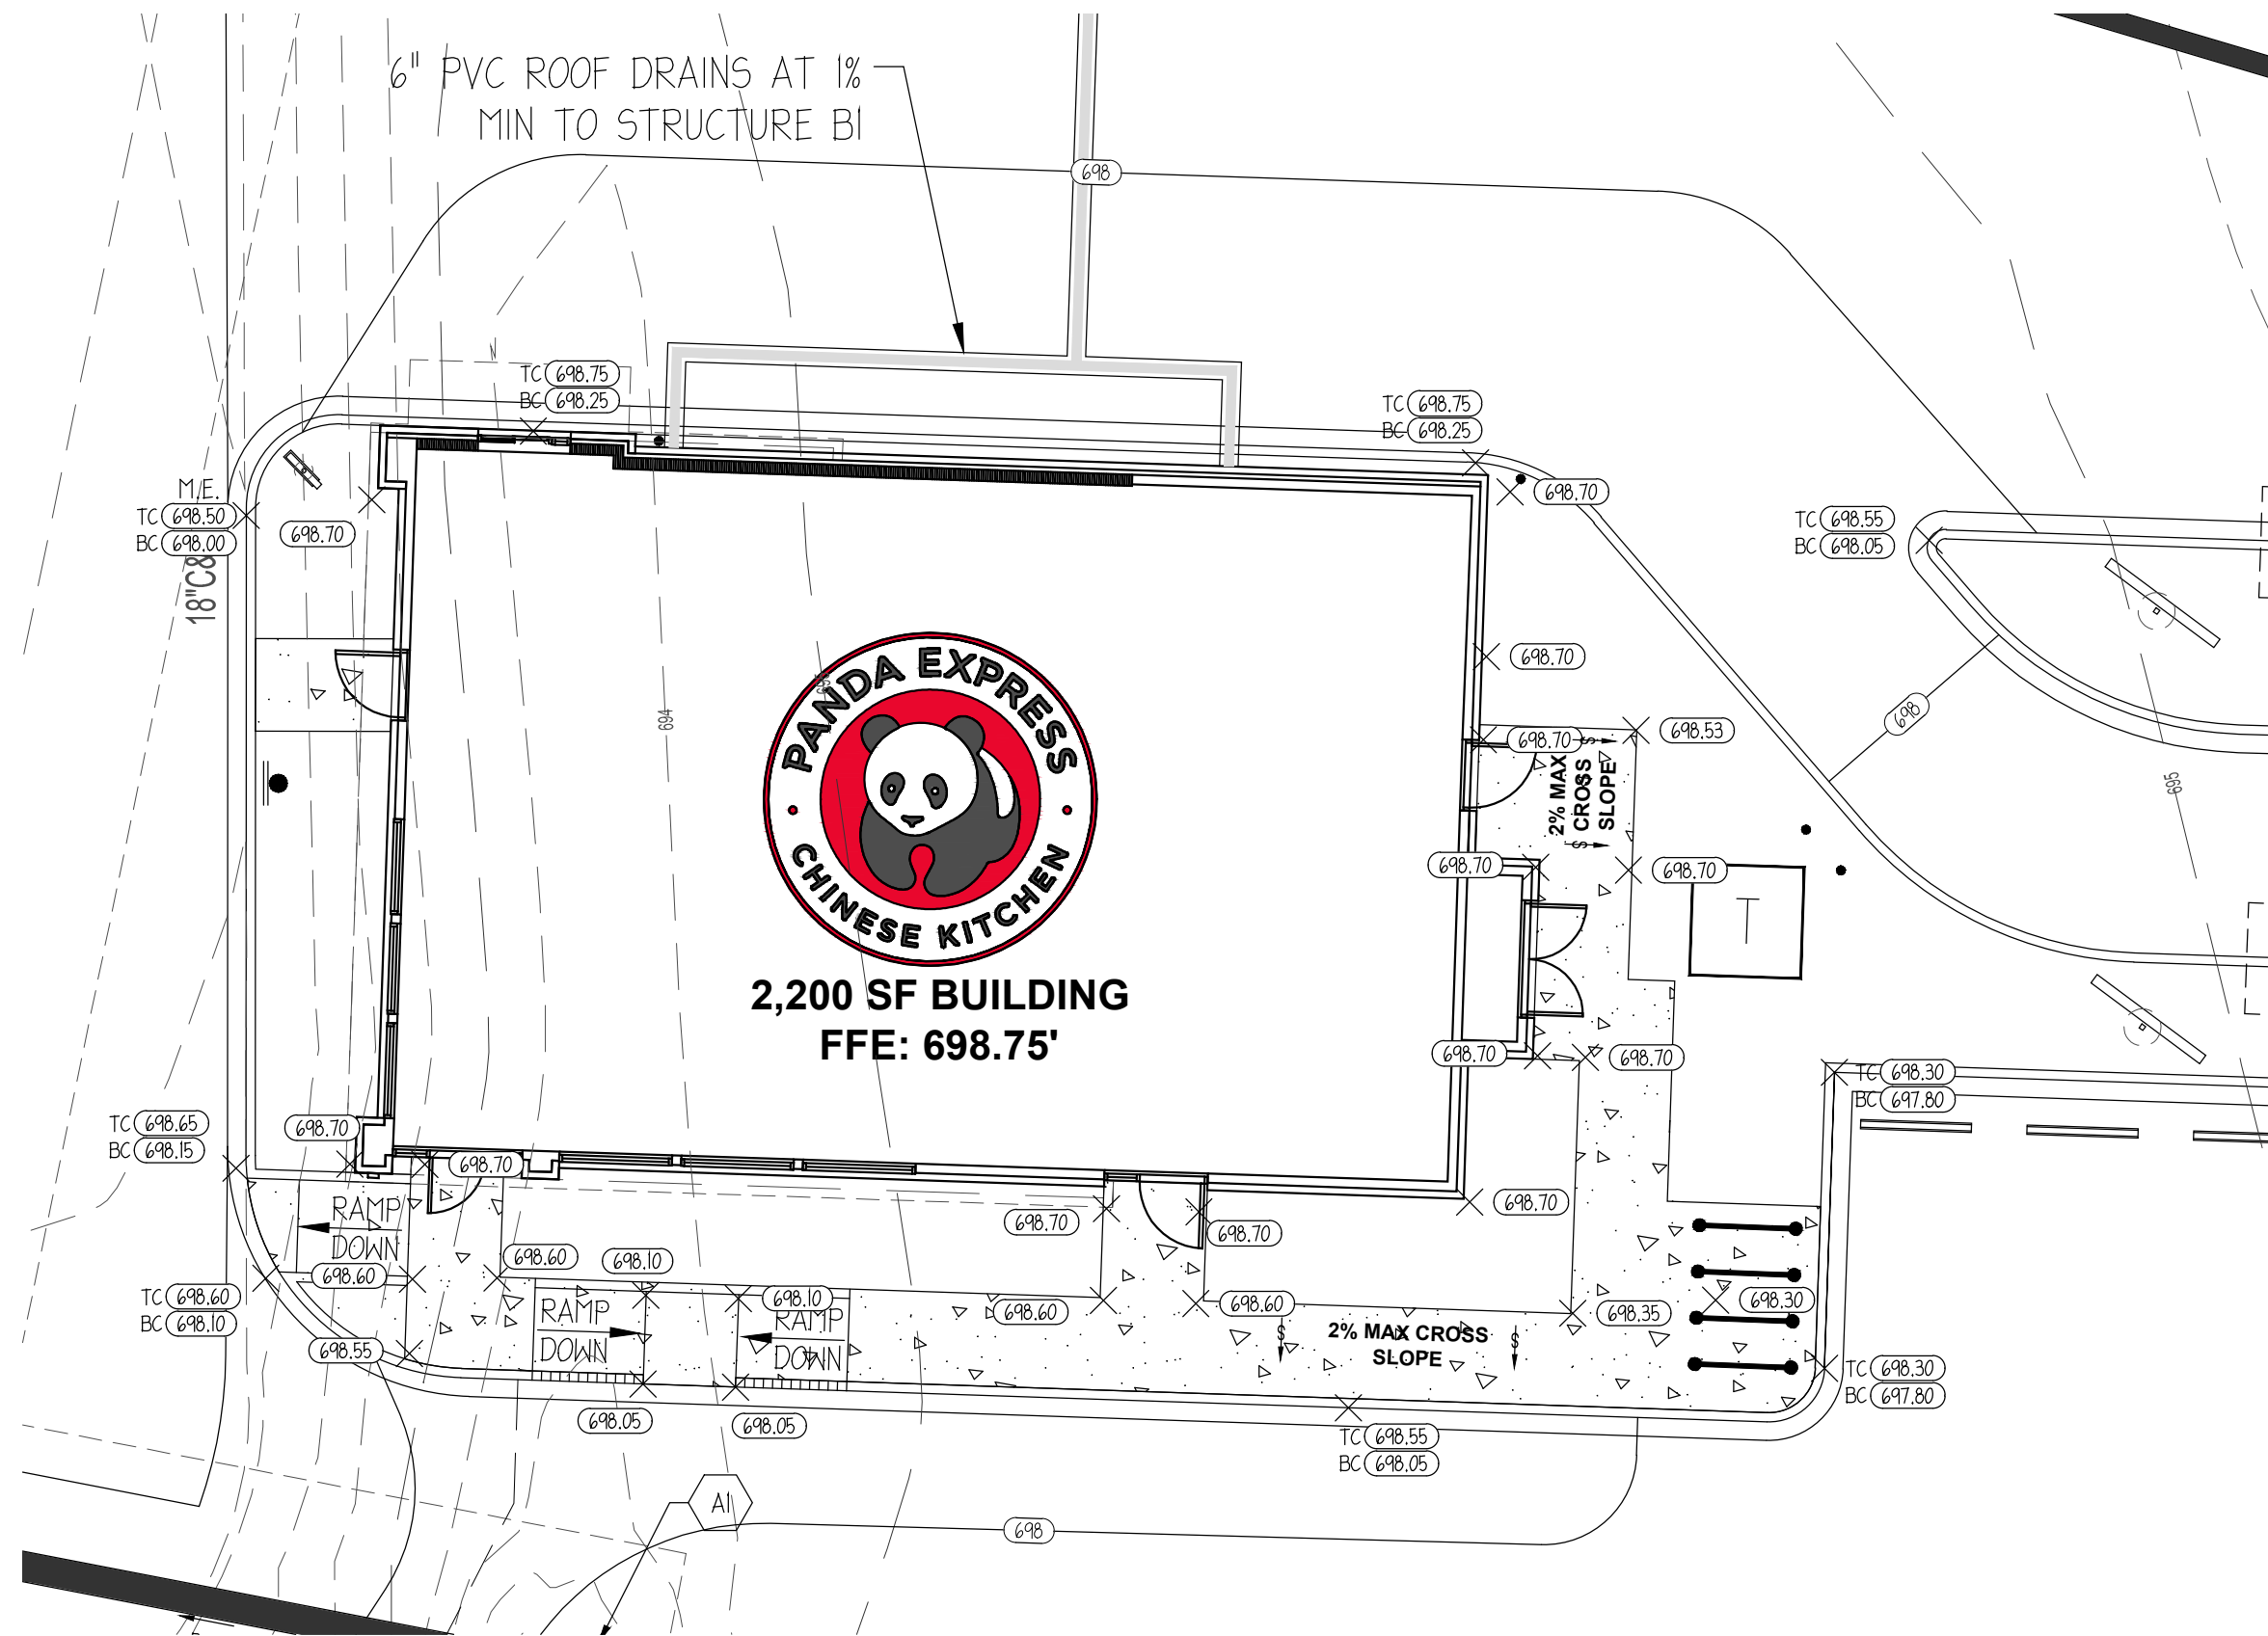 6" PVC ROOF DRAINS AT 1%
MIN TO STRUCTURE B1
698
TC 698.75
BC 698.25
TC 698.75
BC 698.25
M.E.
TC 698.50
BC 698.00
698.70
18"C&
698.70
TC 698.55
BC 698.05
698.70
698.53
698.70
2% MAX
CROSS
SLOPE
S
S
698
695
694
695
PANDA EXPRESS
CHINESE KITCHEN
2,200 SF BUILDING
FFE: 698.75'
698.70
698.70
T
698.70
698.70
TC 698.30
BC 697.80
TC 698.65
BC 698.15
698.70
698.70
RAMP
DOWN
698.60
698.60
698.10
698.70
698.70
698.70
TC 698.60
BC 698.10
698.55
RAMP
DOWN
698.10
RAMP
DOWN
698.60
698.60
698.35
698.30
S
2% MAX CROSS
SLOPE
S
TC 698.30
BC 697.80
698.05
698.05
TC 698.55
BC 698.05
A1
698